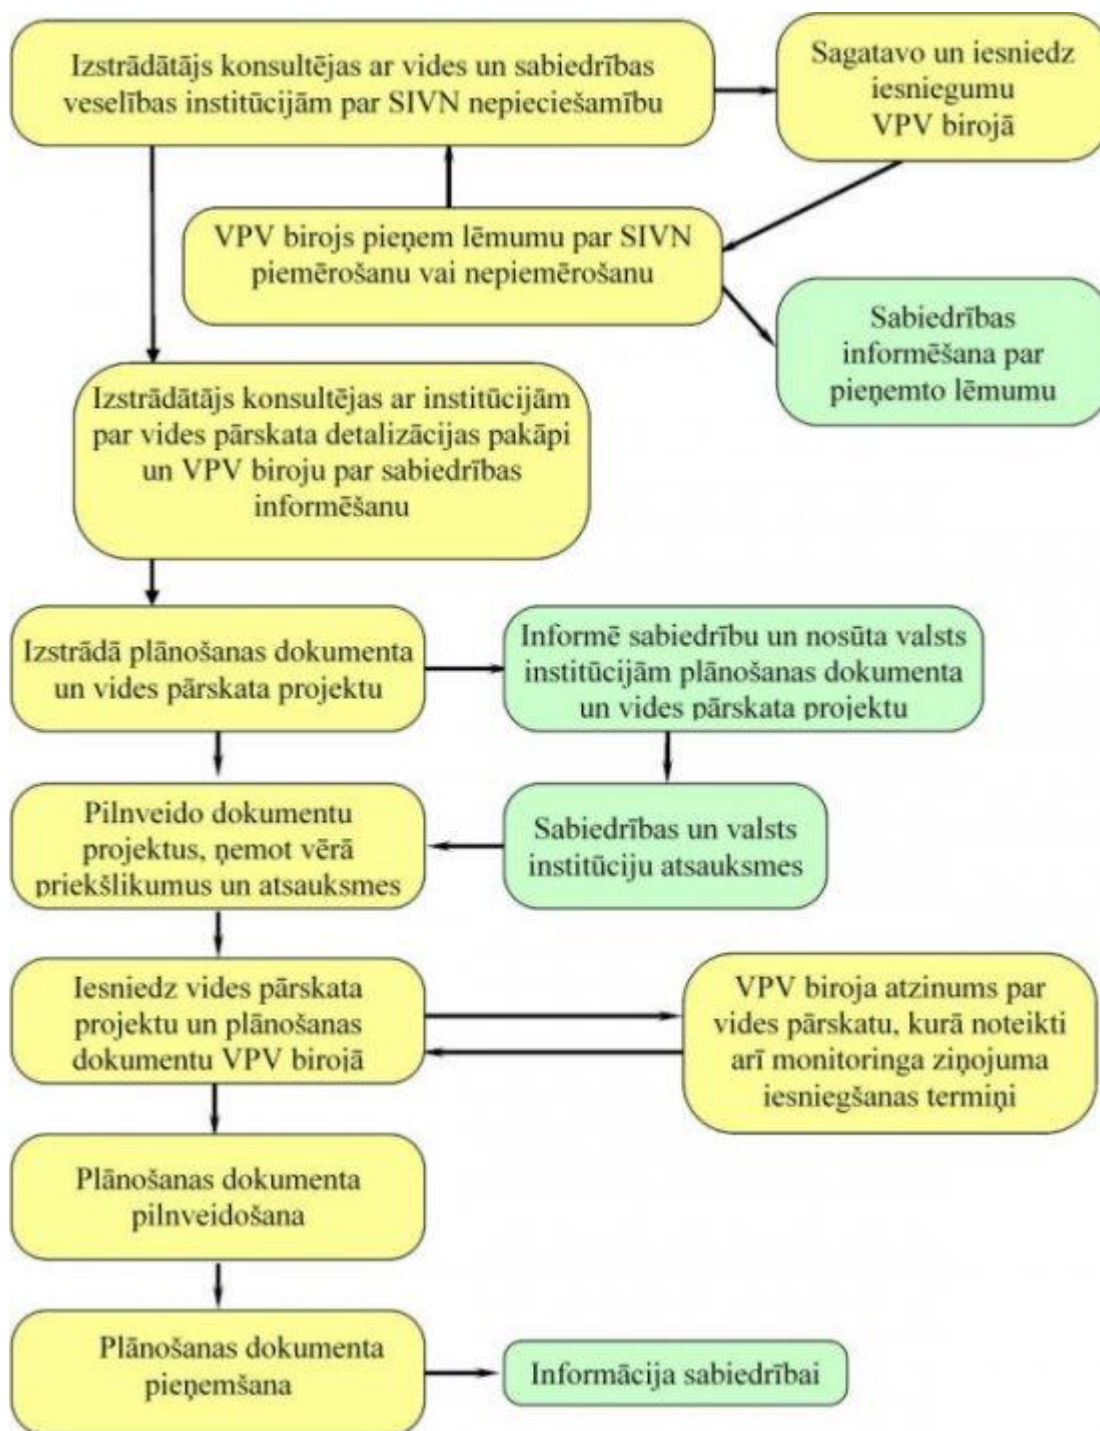 Izstrādātājs konsultējas ar vides un sabiedrības
veselības institūcijām par SIVN nepieciešamību
Sagatavo un iesniedz
iesniegumu
VPV birojā
VPV birojs pieņem lēmumu par SIVN
piemērošanu vai nepiemērošanu
Sabiedrības
informēšana par
pieņemto lēmumu
Izstrādātājs konsultējas ar institūcijām
par vides pārskata detalizācijas pakāpi
un VPV biroju par sabiedrības
informēšanu
Izstrādā plānošanas dokumenta
un vides pārskata projektu
Informē sabiedrību un nosūta valsts
institūcijām plānošanas dokumenta
un vides pārskata projektu
Pilnveido dokumentu
projektus, ņemot vērā
priekšlikumus un atsauksmes
Sabiedrības un valsts
institūciju atsauksmes
Iesniedz vides pārskata
projektu un plānošanas
dokumentu VPV birojā
VPV biroja atzinums par
vides pārskatu, kurā noteikti
arī monitoringa ziņojuma
iesniegšanas termiņi
Plānošanas dokumenta
pilnveidošana
Plānošanas dokumenta
pieņemšana
Informācija sabiedrībai